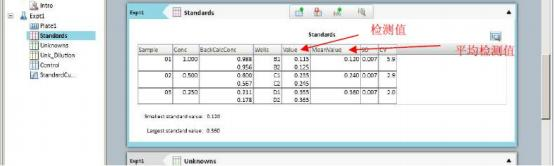 Intro
Expt1
Plate1
Standards
Unknowns
Unk_Dilution
Control
StandardCu...
Expt1 Standards
检测值
Standards
平均检测值
Sample Conc BackCalcConc Wells Value MeanValue SD CV
01 1.000 0.988 B1 0.115 0.120 0.007 5.9
0.956 B2 0.125
02 0.500 0.600 C1 0.235 0.240 0.007 2.9
0.567 C2 0.245
03 0.250 0.211 D1 0.355 0.360 0.007 2.0
0.178 D2 0.365
Smallest standard value: 0.120
Largest standard value: 0.360
Expt1 Unknowns